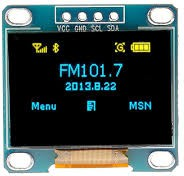 VCC GND SCL SDA
FM101.7
2013.8.22
Menu MSN